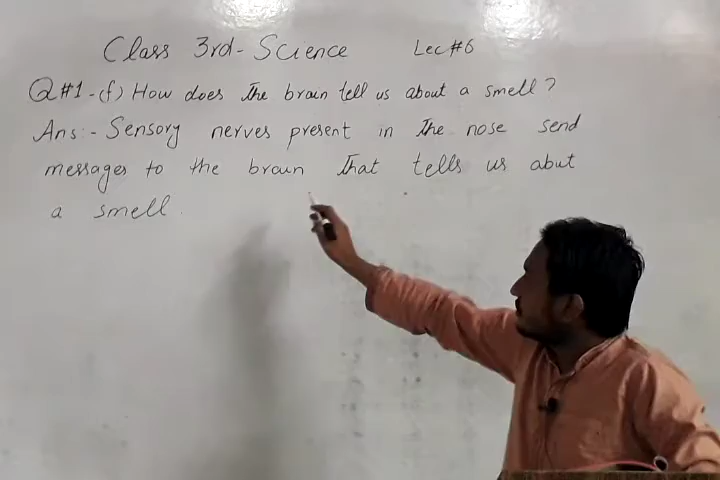 Class 3rd- Science Lec#6
Q#1-(f) How does the brain tell us about a smell?
Ans:- Sensory nerves present in the nose send
messages to the brain that tells us abut
a smell.